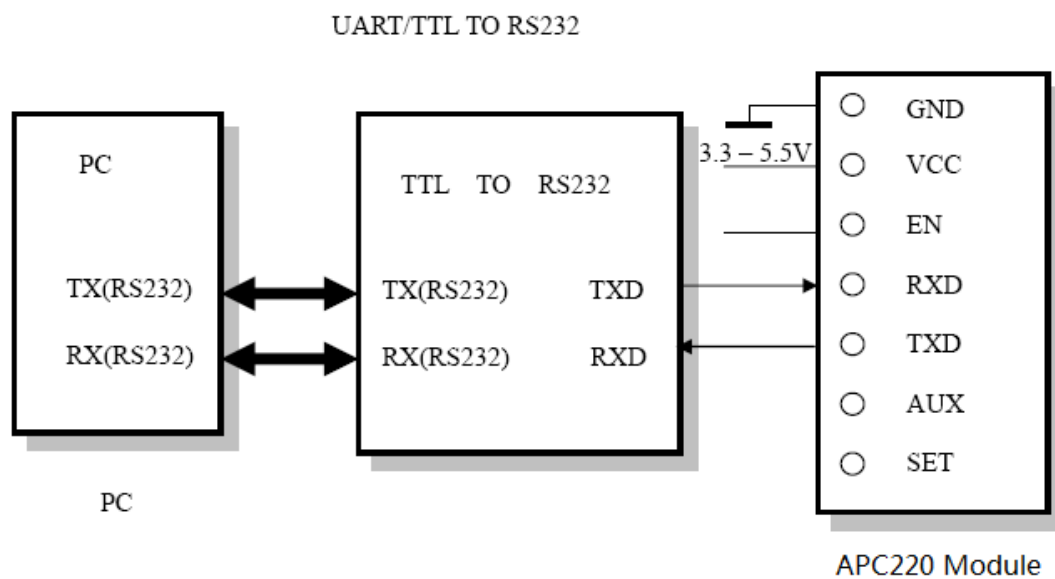 UART/TTL TO RS232
PC
TX(RS232)
RX(RS232)
PC
TTL TO RS232
TX(RS232) TXD
RX(RS232) RXD
3.3 – 5.5V
GND
VCC
EN
RXD
TXD
AUX
SET
APC220 Module